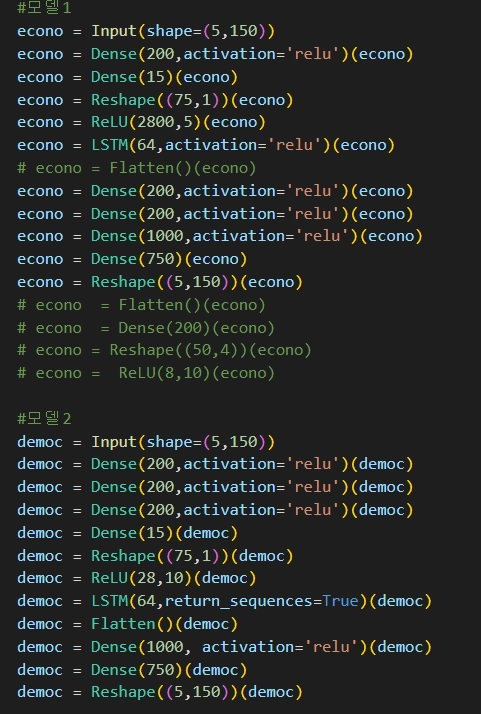 #모델1
econo = Input(shape=(5,150))
econo = Dense(200,activation='relu')(econo)
econo = Dense(15)(econo)
econo = Reshape((75,1))(econo)
econo = ReLU(2800,5)(econo)
econo = LSTM(64,activation='relu')(econo)
# econo = Flatten()(econo)
econo = Dense(200,activation='relu')(econo)
econo = Dense(200,activation='relu')(econo)
econo = Dense(1000,activation='relu')(econo)
econo = Dense(750)(econo)
econo = Reshape((5,150))(econo)
# econo  = Flatten()(econo)
# econo  = Dense(200)(econo)
# econo = Reshape((50,4))(econo)
# econo =  ReLU(8,10)(econo)
#모델2
democ = Input(shape=(5,150))
democ = Dense(200,activation='relu')(democ)
democ = Dense(200,activation='relu')(democ)
democ = Dense(200,activation='relu')(democ)
democ = Dense(15)(democ)
democ = Reshape((75,1))(democ)
democ = ReLU(28,10)(democ)
democ = LSTM(64,return_sequences=True)(democ)
democ = Flatten()(democ)
democ = Dense(1000, activation='relu')(democ)
democ = Dense(750)(democ)
democ = Reshape((5,150))(democ)